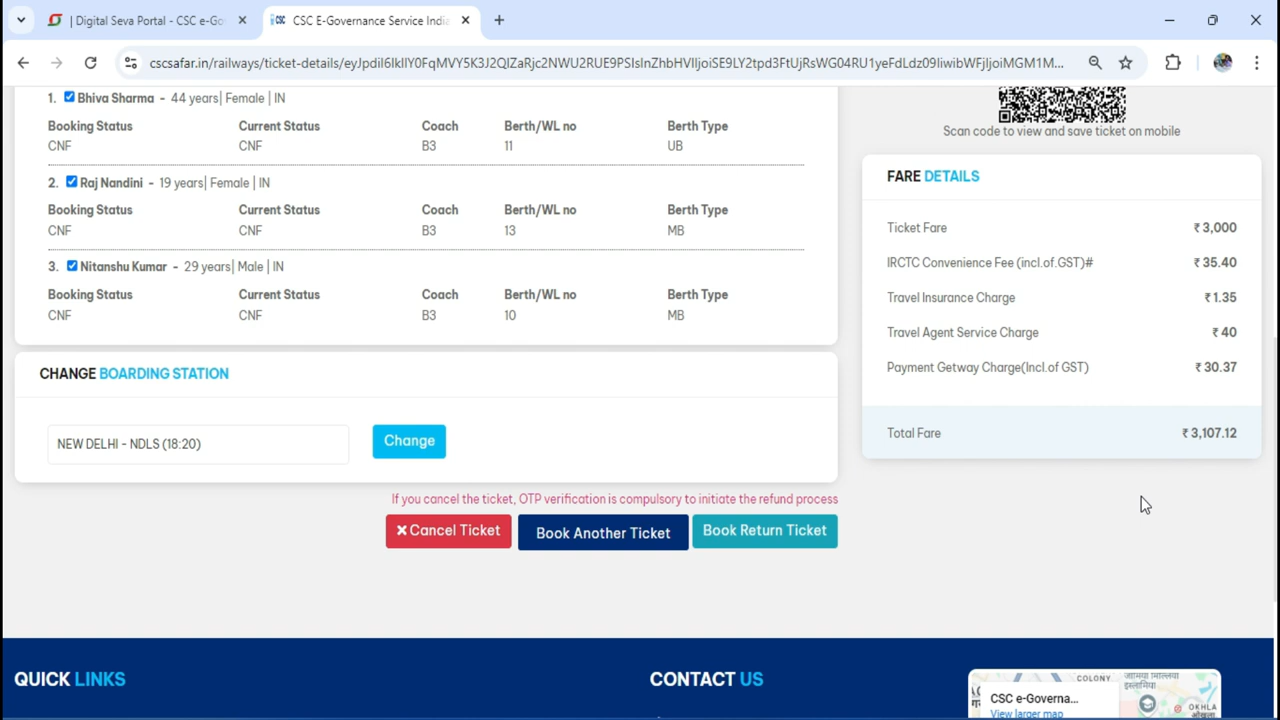 | Digital Seva Portal - CSC e-Go
CSC E-Governance Service India
cscsafar.in/railways/ticket-details/
1. Bhiva Sharma - 44 years| Female | IN
Booking Status Current Status Coach Berth/WL no Berth Type
CNF CNF B3 11 UB
2. Raj Nandini - 19 years| Female | IN
Booking Status Current Status Coach Berth/WL no Berth Type
CNF CNF B3 13 MB
3. Nitanshu Kumar - 29 years| Male | IN
Booking Status Current Status Coach Berth/WL no Berth Type
CNF CNF B3 10 MB
CHANGE BOARDING STATION
NEW DELHI - NDLS (18:20)
Change
If you cancel the ticket, OTP verification is compulsory to initiate the refund process
Cancel Ticket
Book Another Ticket
Book Return Ticket
Scan code to view and save ticket on mobile
FARE DETAILS
Ticket Fare ₹ 3,000
IRCTC Convenience Fee (incl.of.GST)# ₹ 35.40
Travel Insurance Charge ₹ 1.35
Travel Agent Service Charge ₹ 40
Payment Getway Charge(Incl.of GST) ₹ 30.37
Total Fare ₹ 3,107.12
QUICK LINKS
CONTACT US
CSC e-Governa...
View larger map
COLONY
जामिया मिल्लिया
इस्लामिया
OKHLA